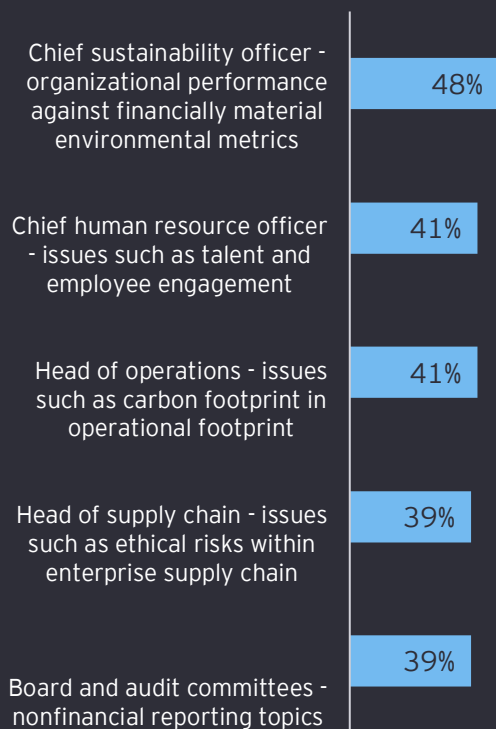 Chief sustainability officer -
organizational performance
against financially material
environmental metrics
48%
Chief human resource officer
- issues such as talent and
employee engagement
41%
Head of operations - issues
such as carbon footprint in
operational footprint
41%
Head of supply chain - issues
such as ethical risks within
enterprise supply chain
39%
Board and audit committees -
nonfinancial reporting topics
39%